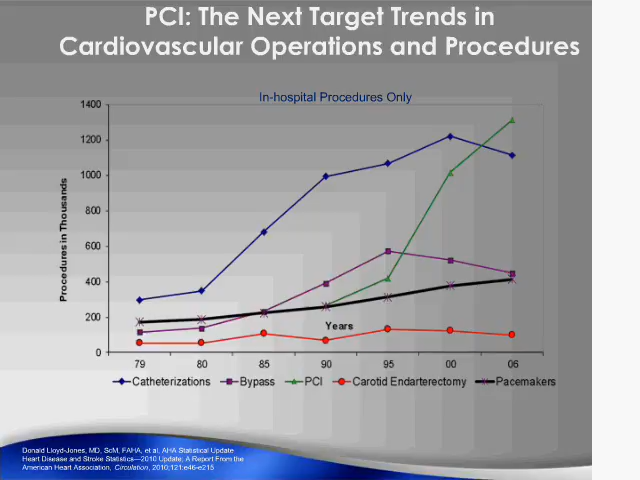 PCI: The Next Target Trends in
Cardiovascular Operations and Procedures
In-hospital Procedures Only
1400
1200
1000
800
600
400
200
0
Procedures in Thousands
Years
79 80 85 90 95 00 06
Catheterizations Bypass PCI Carotid Endarterectomy Pacemakers
Donald Lloyd-Jones, MD, ScM, FAHA, et al, AHA Statistical Update
Heart Disease and Stroke Statistics—2010 Update; A Report From the
American Heart Association, Circulation, 2010;121:e46-e215